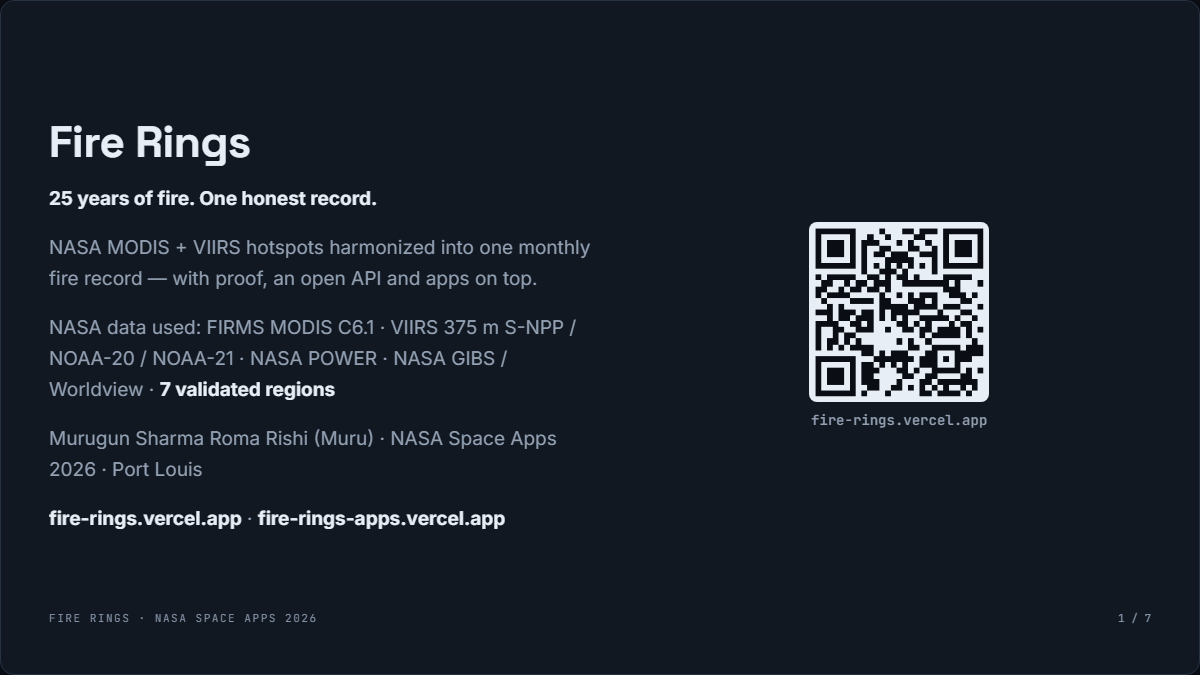 Fire Rings
25 years of fire. One honest record.
NASA MODIS + VIIRS hotspots harmonized into one monthly
fire record — with proof, an open API and apps on top.
NASA data used: FIRMS MODIS C6.1 · VIIRS 375 m S-NPP /
NOAA-20 / NOAA-21 · NASA POWER · NASA GIBS /
Worldview · 7 validated regions
Murugun Sharma Roma Rishi (Muru) · NASA Space Apps
2026 · Port Louis
fire-rings.vercel.app · fire-rings-apps.vercel.app
fire-rings.vercel.app
FIRE RINGS · NASA SPACE APPS 2026
1 / 7